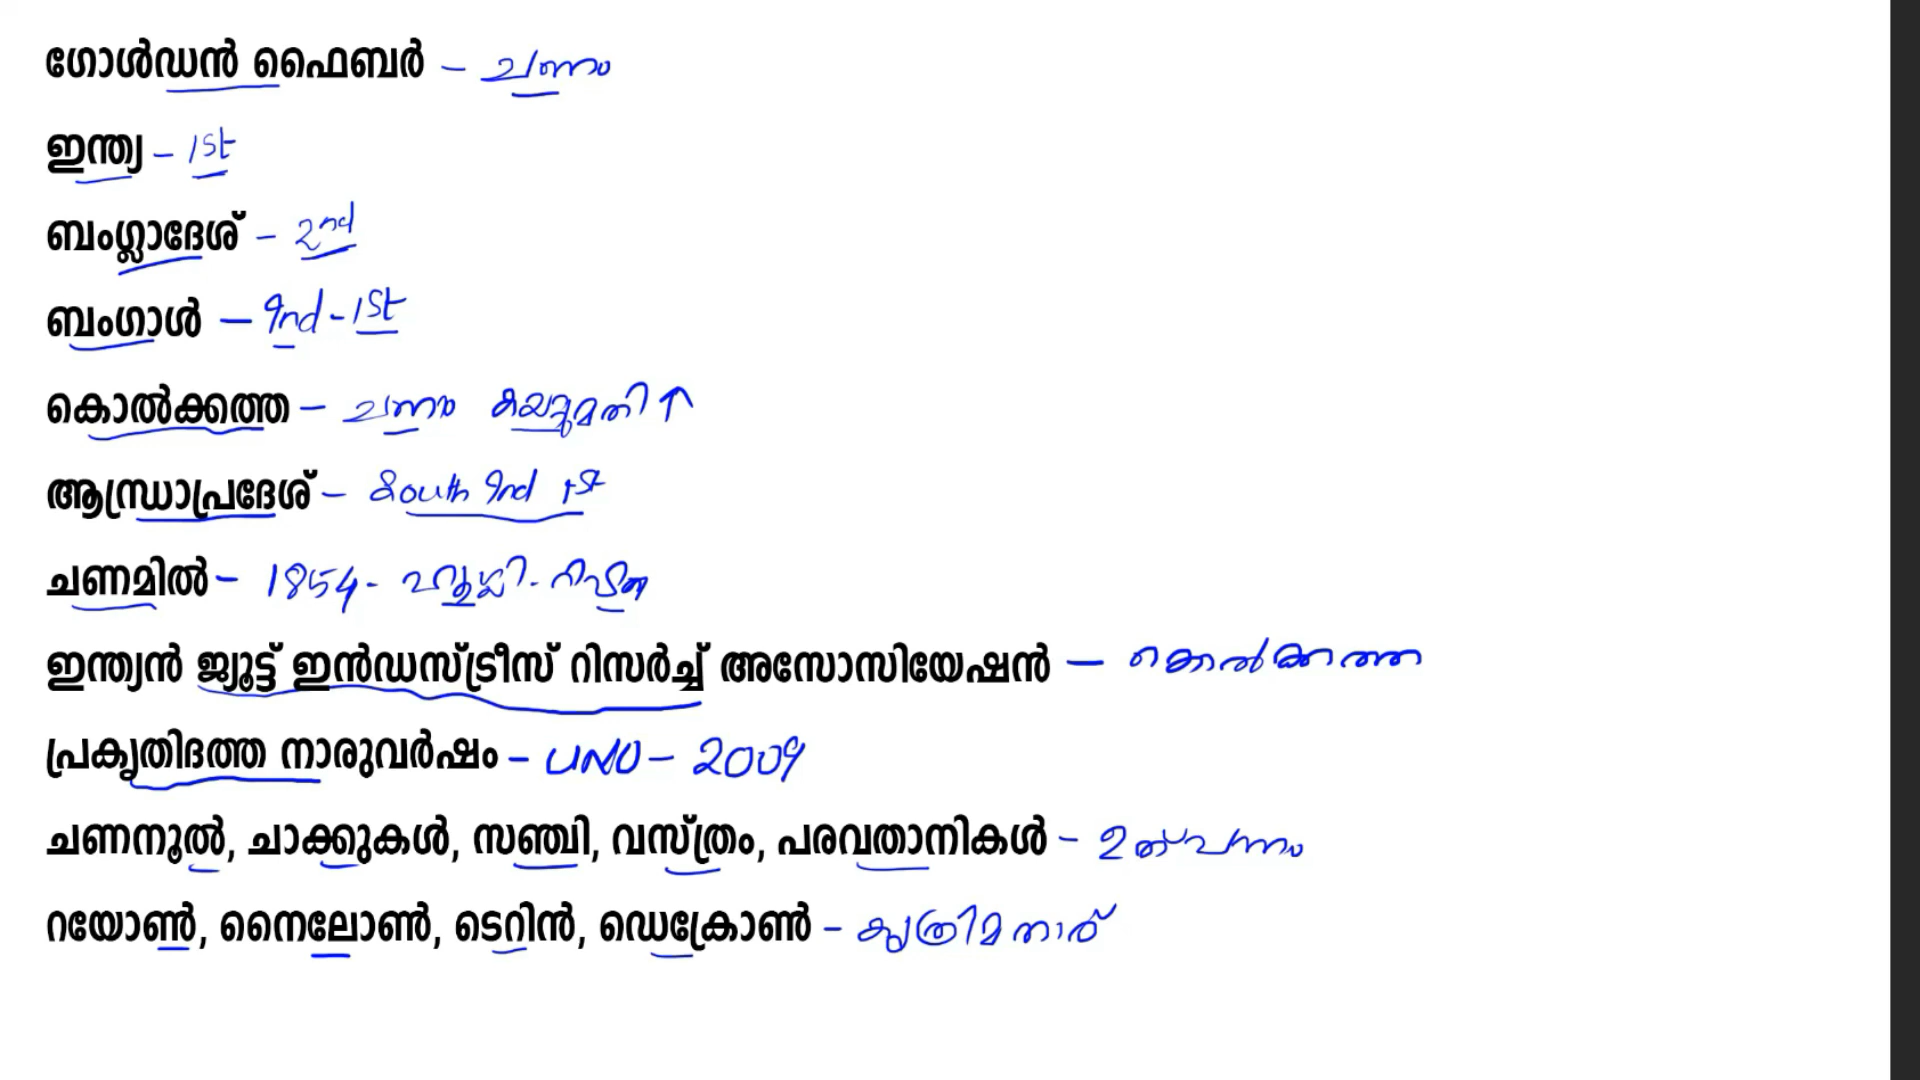 ഗോൾഡൻ ഫൈബർ – ചണം
ഇന്ത്യ – 1st
ബംഗ്ലാദേശ് – 2nd
ബംഗാൾ – Ind - 1st
കൊൽക്കത്ത – ചണം കയറ്റുമതി ↑
ആന്ധ്രാപ്രദേശ് – South Ind 1st
ചണമിൽ – 1854 - ഹൂഗ്ലി -
ഇന്ത്യൻ ജ്യൂട്ട് ഇൻഡസ്ട്രീസ് റിസർച്ച് അസോസിയേഷൻ – കൊൽക്കത്ത
പ്രകൃതിദത്ത നാരുവർഷം – UNO – 2009
ചണനൂൽ, ചാക്കുകൾ, സഞ്ചി, വസ്ത്രം, പരവതാനികൾ – ഉത്പന്നം
റയോൺ, നൈലോൺ, ടെറിൻ, ഡെക്രോൺ – കൃത്രിമ നാര്